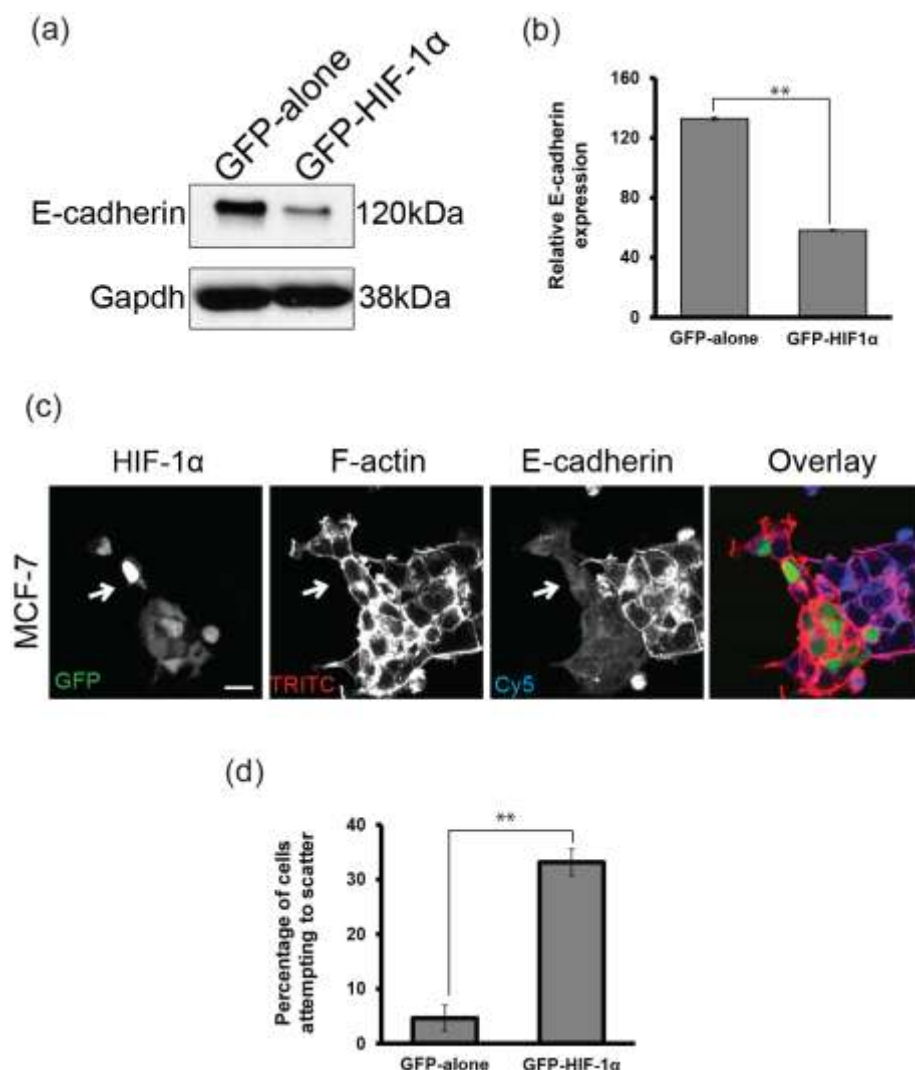 (a)
GFP-alone
GFP-HIF-1α
E-cadherin
120kDa
Gapdh
38kDa
(b)
Relative E-cadherin
expression
160
120
80
40
0
**
GFP-alone
GFP-HIF1α
(c)
HIF-1α
F-actin
E-cadherin
Overlay
MCF-7
GFP
TRITC
Cy5
(d)
Percentage of cells
attempting to scatter
40
30
20
10
0
**
GFP-alone
GFP-HIF-1α